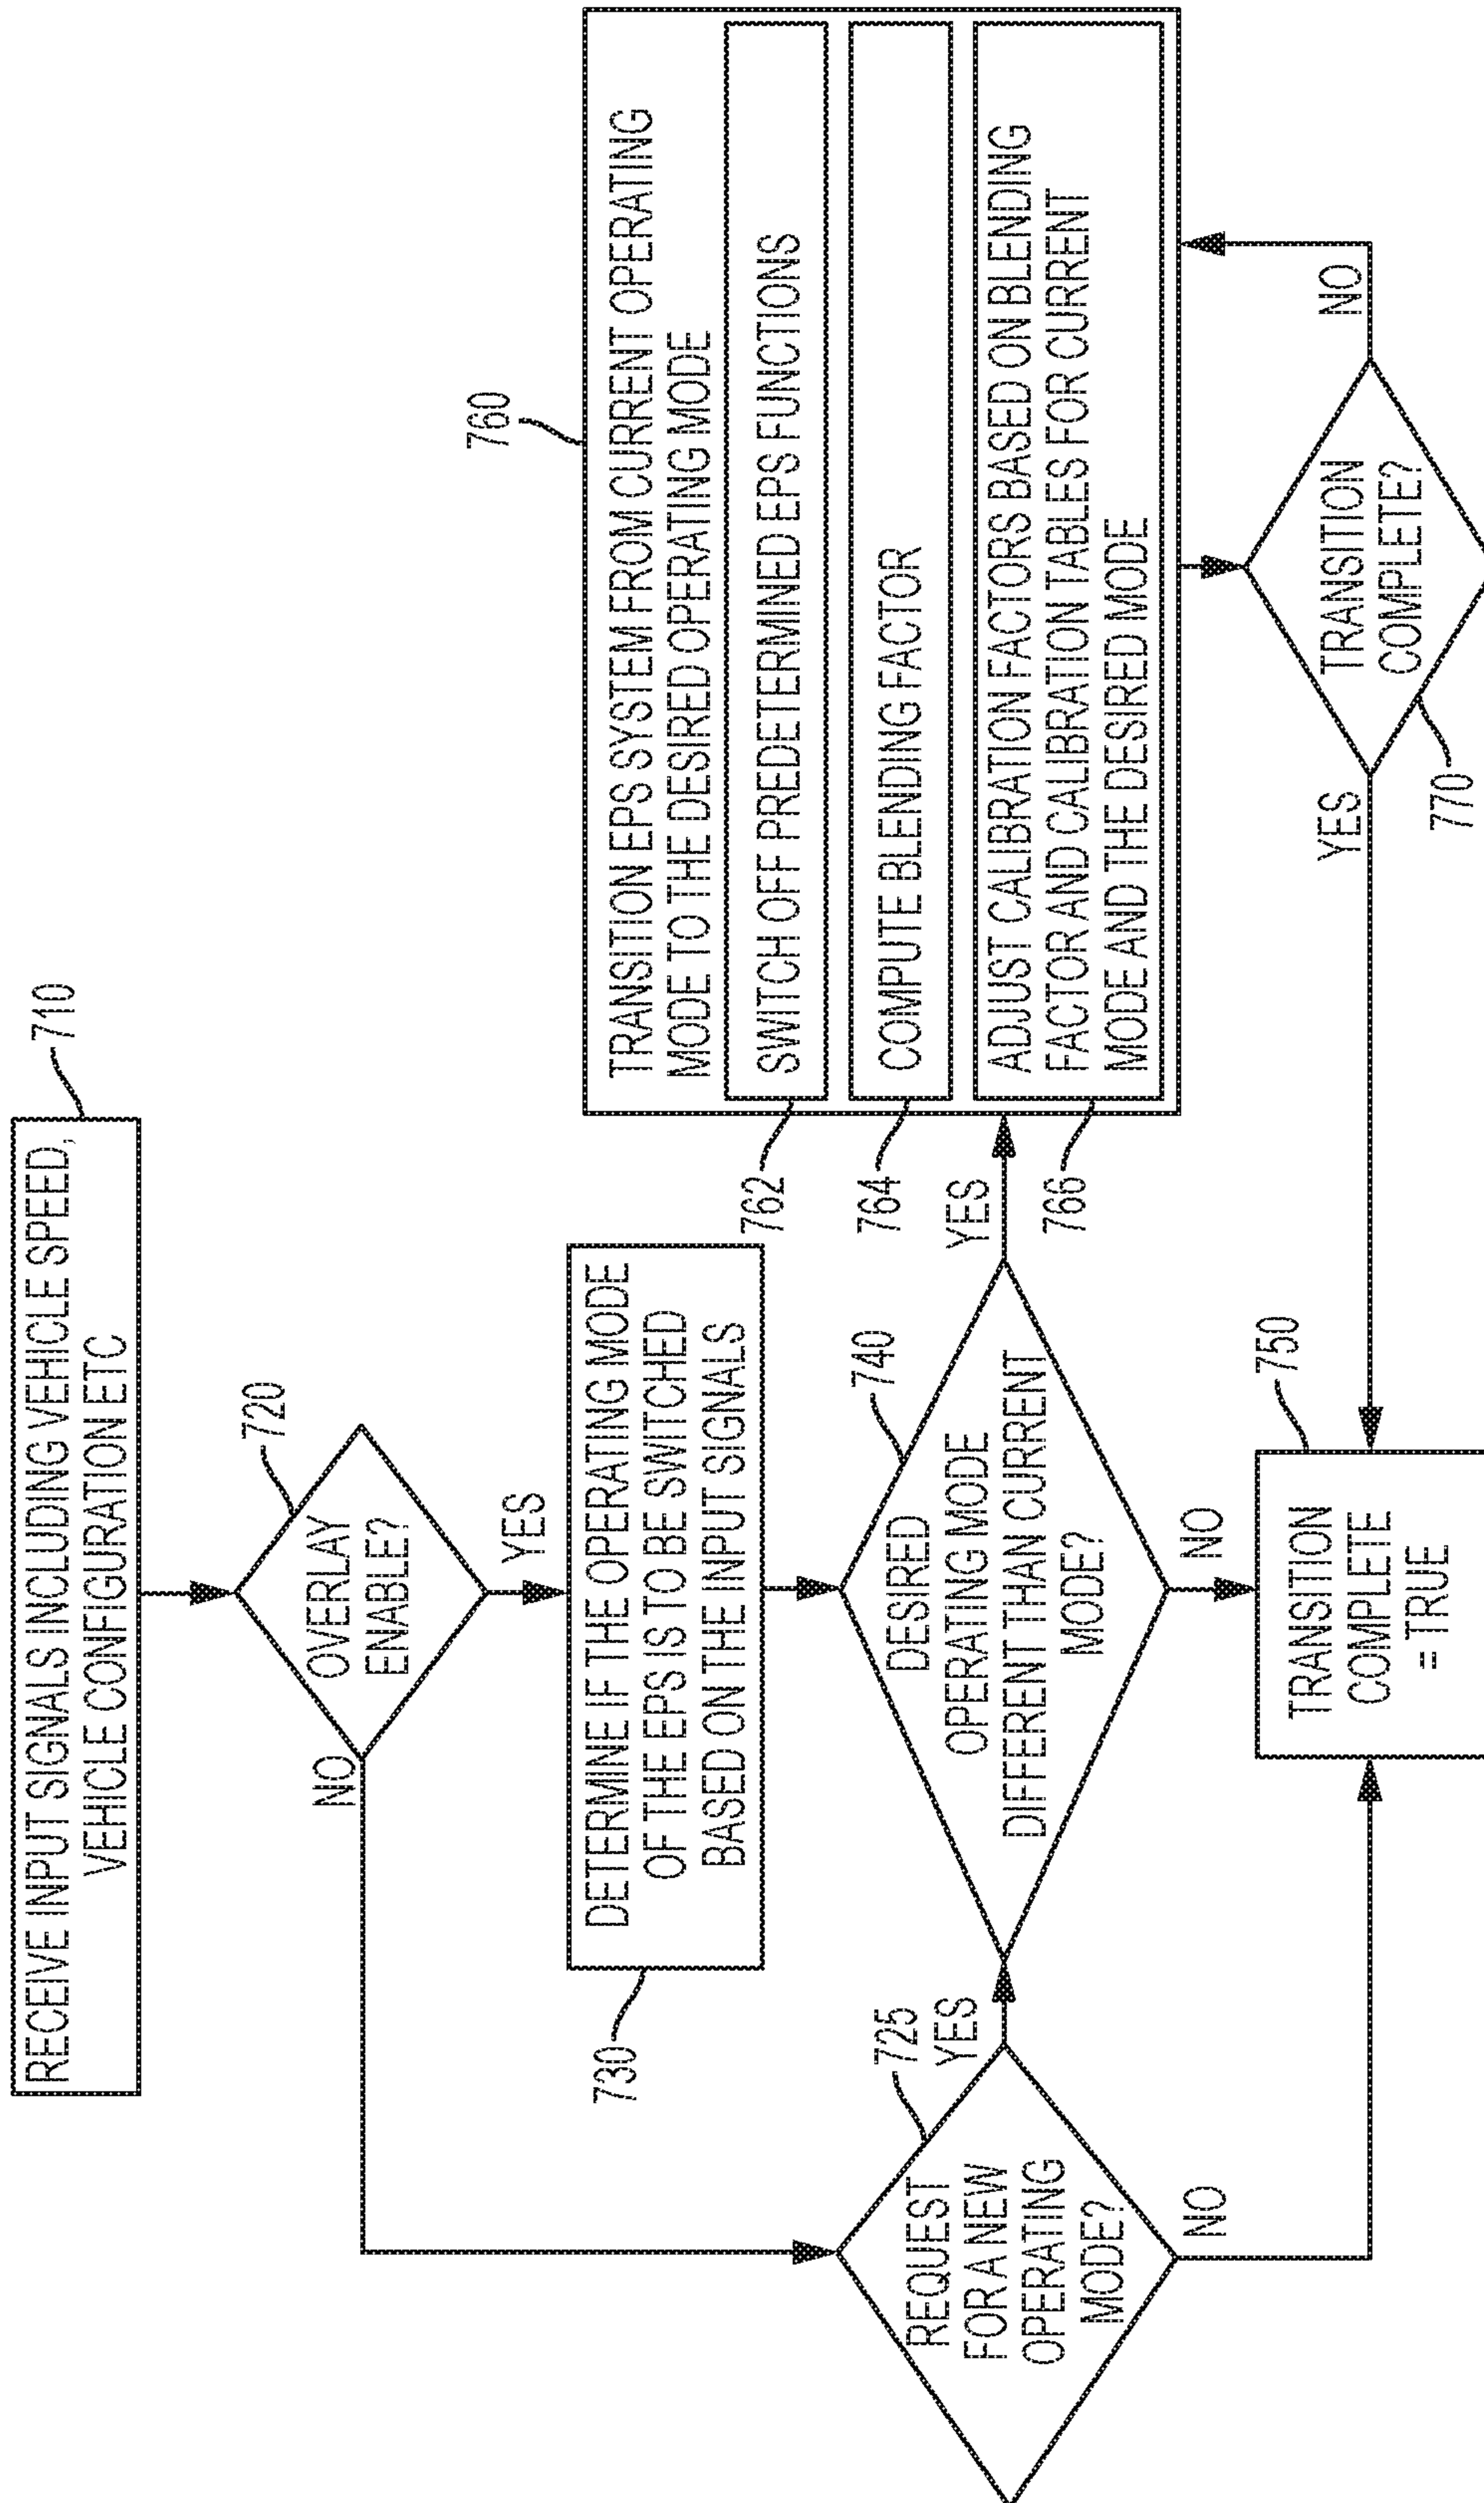 RECEIVE INPUT SIGNALS INCLUDING VEHICLE SPEED,
VEHICLE CONFIGURATION ETC
710
OVERLAY
ENABLE?
720
NO
YES
DETERMINE IF THE OPERATING MODE
OF THE EPS IS TO BE SWITCHED
BASED ON THE INPUT SIGNALS
730
REQUEST
FOR A NEW
OPERATING
MODE?
725
YES
NO
DESIRED
OPERATING MODE
DIFFERENT THAN CURRENT
MODE?
740
YES
NO
TRANSITION
COMPLETE
= TRUE
750
760
TRANSITION EPS SYSTEM FROM CURRENT OPERATING
MODE TO THE DESIRED OPERATING MODE
SWITCH OFF PREDETERMINED EPS FUNCTIONS
762
COMPUTE BLENDING FACTOR
764
ADJUST CALIBRATION FACTORS BASED ON BLENDING
FACTOR AND CALIBRATION TABLES FOR CURRENT
MODE AND THE DESIRED MODE
766
TRANSITION
COMPLETE?
770
YES
NO